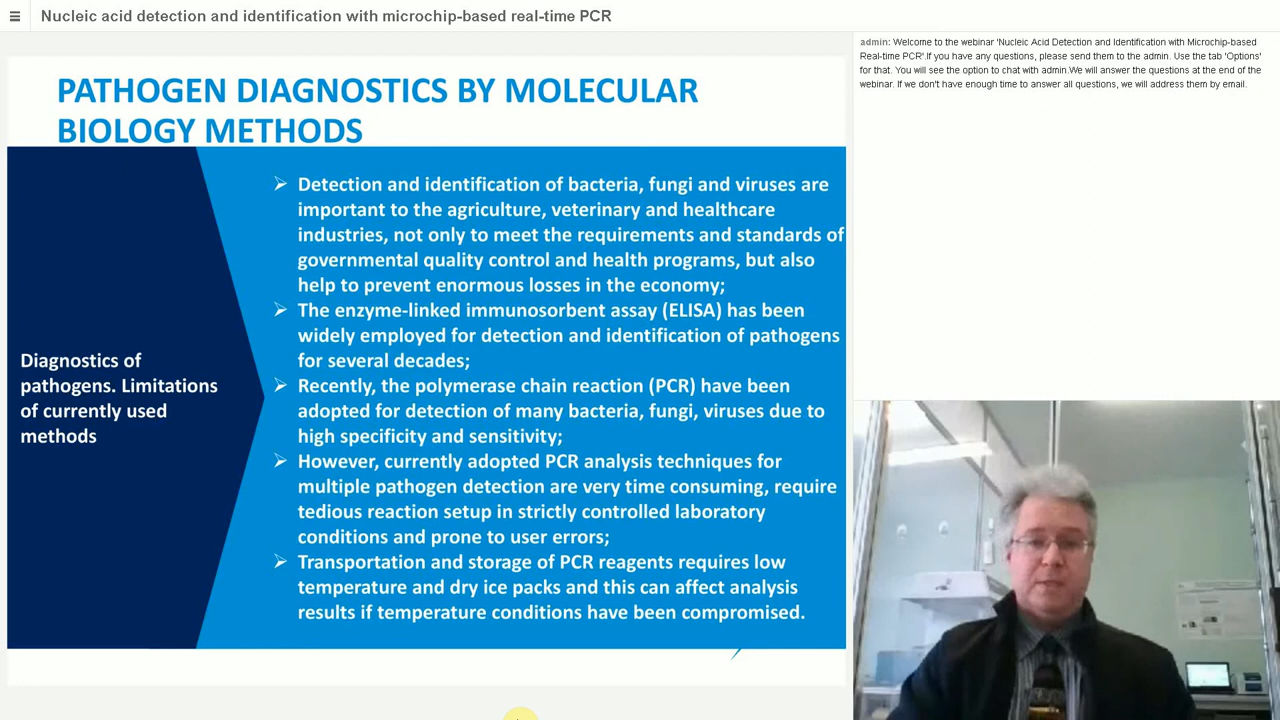 Nucleic acid detection and identification with microchip-based real-time PCR
PATHOGEN DIAGNOSTICS BY MOLECULAR
BIOLOGY METHODS
Diagnostics of
pathogens. Limitations
of currently used
methods
Detection and identification of bacteria, fungi and viruses are
important to the agriculture, veterinary and healthcare
industries, not only to meet the requirements and standards of
governmental quality control and health programs, but also
help to prevent enormous losses in the economy;
The enzyme-linked immunosorbent assay (ELISA) has been
widely employed for detection and identification of pathogens
for several decades;
Recently, the polymerase chain reaction (PCR) have been
adopted for detection of many bacteria, fungi, viruses due to
high specificity and sensitivity;
However, currently adopted PCR analysis techniques for
multiple pathogen detection are very time consuming, require
tedious reaction setup in strictly controlled laboratory
conditions and prone to user errors;
Transportation and storage of PCR reagents requires low
temperature and dry ice packs and this can affect analysis
results if temperature conditions have been compromised.
admin: Welcome to the webinar 'Nucleic Acid Detection and Identification with Microchip-based
Real-time PCR'.If you have any questions, please send them to the admin. Use the tab 'Options'
for that. You will see the option to chat with admin.We will answer the questions at the end of the
webinar. If we don't have enough time to answer all questions, we will address them by email.